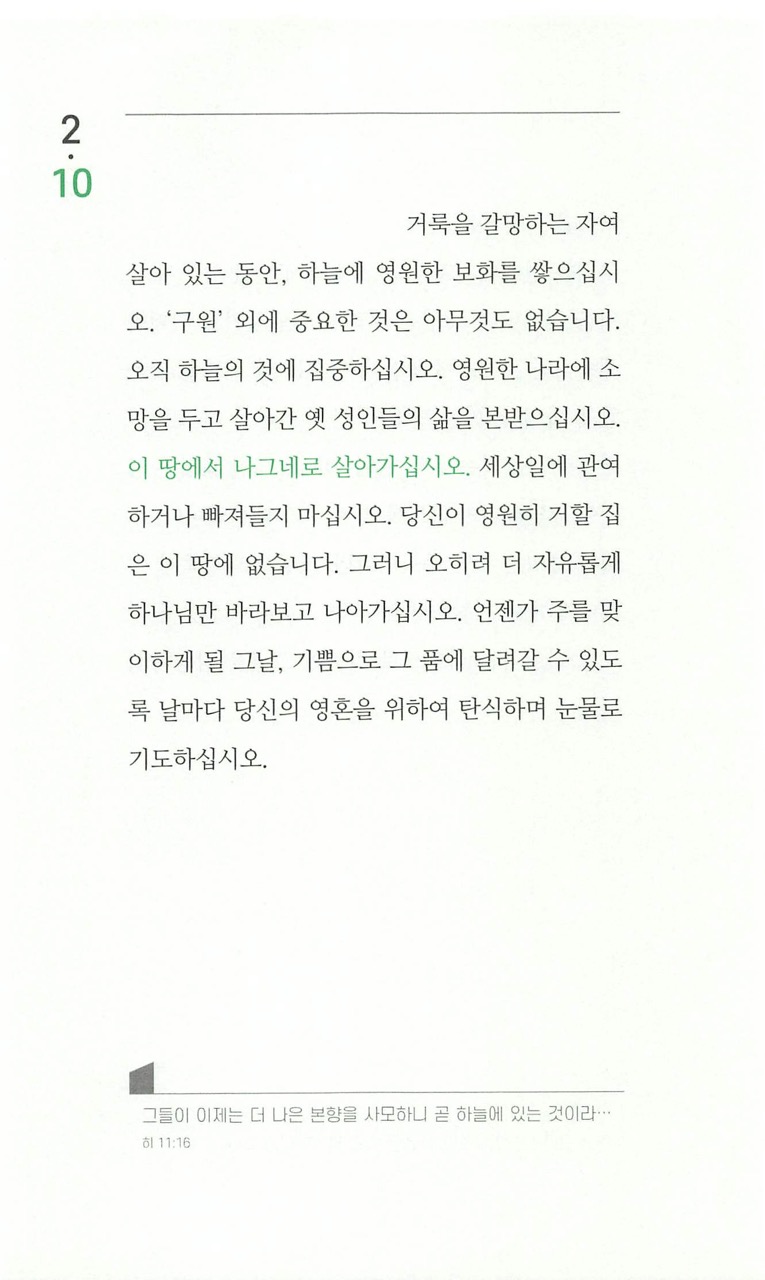 2
·
10
거룩을 갈망하는 자여
살아 있는 동안, 하늘에 영원한 보화를 쌓으십시
오. ‘구원’ 외에 중요한 것은 아무것도 없습니다.
오직 하늘의 것에 집중하십시오. 영원한 나라에 소
망을 두고 살아간 옛 성인들의 삶을 본받으십시오.
이 땅에서 나그네로 살아가십시오. 세상일에 관여
하거나 빠져들지 마십시오. 당신이 영원히 거할 집
은 이 땅에 없습니다. 그러니 오히려 더 자유롭게
하나님만 바라보고 나아가십시오. 언젠가 주를 맞
이하게 될 그날, 기쁨으로 그 품에 달려갈 수 있도
록 날마다 당신의 영혼을 위하여 탄식하며 눈물로
기도하십시오.
그들이 이제는 더 나은 본향을 사모하니 곧 하늘에 있는 것이라…
히 11:16